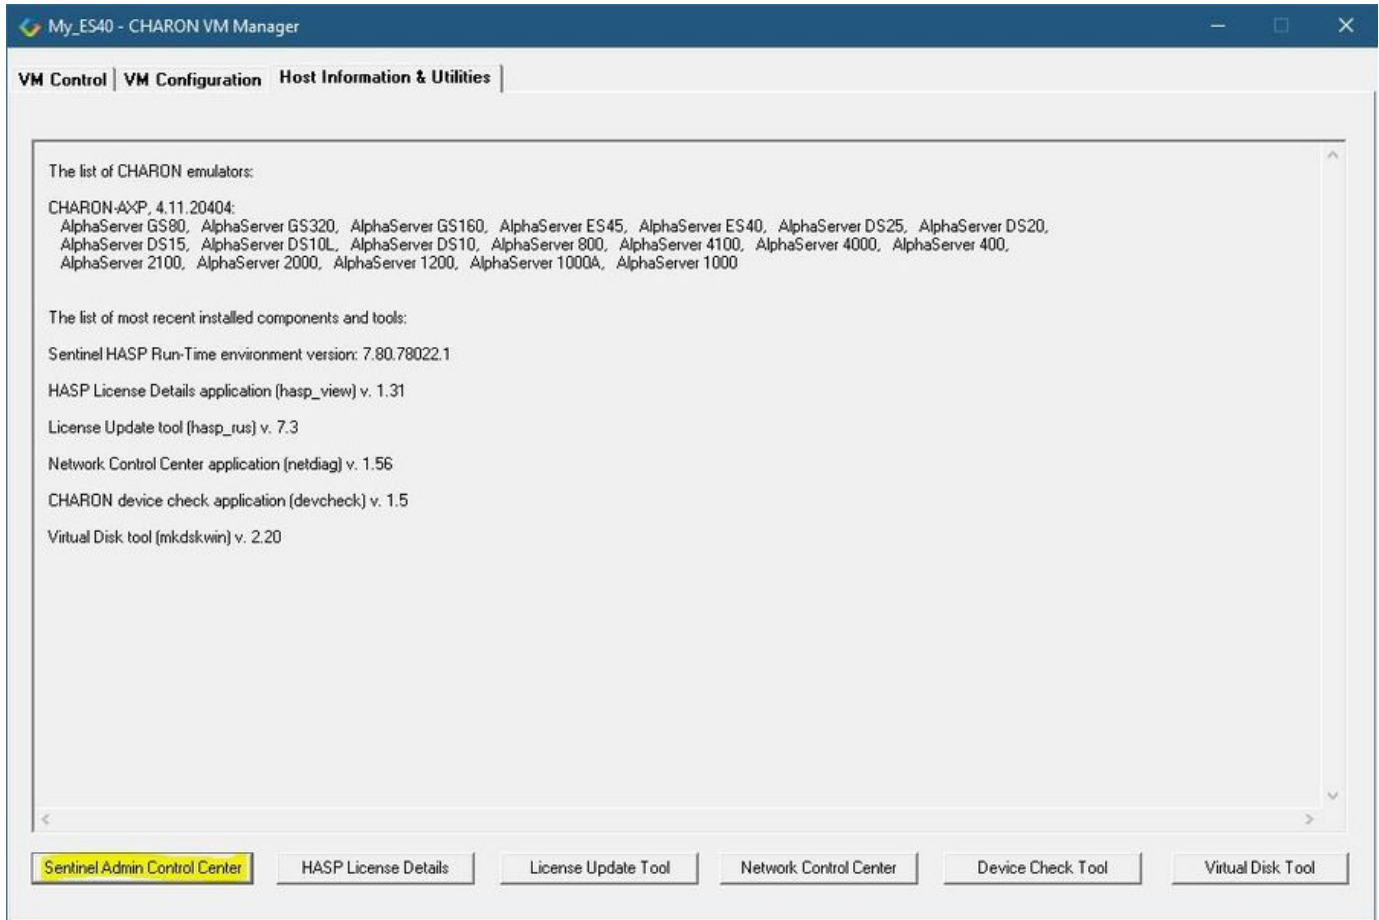 My_ES40 - CHARON VM Manager
VM Control | VM Configuration Host Information & Utilities
The list of CHARON emulators:
CHARON-AXP, 4.11.20404:
AlphaServer GS80, AlphaServer GS320, AlphaServer GS160, AlphaServer ES45, AlphaServer ES40, AlphaServer DS25, AlphaServer DS20,
AlphaServer DS15, AlphaServer DS10L, AlphaServer DS10, AlphaServer 800, AlphaServer 4100, AlphaServer 4000, AlphaServer 400,
AlphaServer 2100, AlphaServer 2000, AlphaServer 1200, AlphaServer 1000A, AlphaServer 1000
The list of most recent installed components and tools:
Sentinel HASP Run-Time environment version: 7.80.78022.1
HASP License Details application (hasp_view) v. 1.31
License Update tool (hasp_rus) v. 7.3
Network Control Center application (netdiag) v. 1.56
CHARON device check application (devcheck) v. 1.5
Virtual Disk tool (mkdskwin) v. 2.20
Sentinel Admin Control Center HASP License Details License Update Tool Network Control Center Device Check Tool Virtual Disk Tool